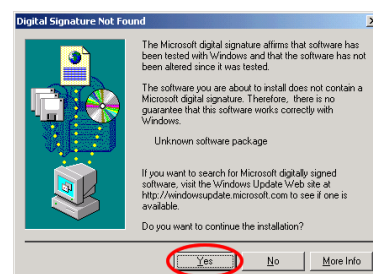 Digital Signature Not Found
The Microsoft digital signature affirms that software has
been tested with Windows and that the software has not
been altered since it was tested.
The software you are about to install does not contain a
Microsoft digital signature. Therefore, there is no
guarantee that this software works correctly with
Windows.
Unknown software package
If you want to search for Microsoft digitally signed
software, visit the Windows Update Web site at
http://windowsupdate.microsoft.com to see if one is
available.
Do you want to continue the installation?
Yes No More Info